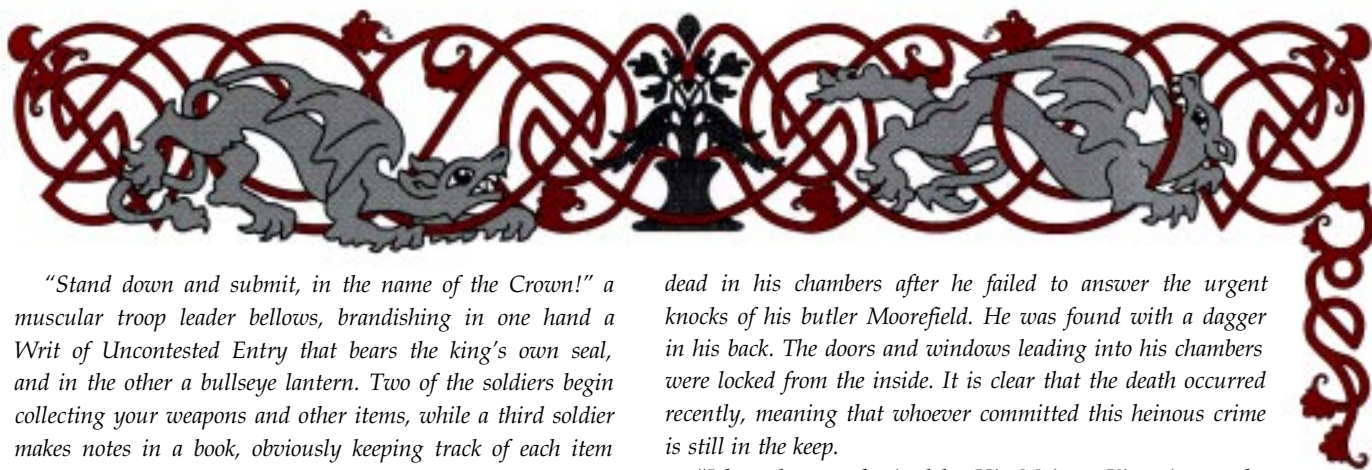 “Stand down and submit, in the name of the Crown!” a
muscular troop leader bellows, brandishing in one hand a
Writ of Uncontested Entry that bears the king’s own seal,
and in the other a bullseye lantern. Two of the soldiers begin
collecting your weapons and other items, while a third soldier
makes notes in a book, obviously keeping track of each item
dead in his chambers after he failed to answer the urgent
knocks of his butler Moorefield. He was found with a dagger
in his back. The doors and windows leading into his chambers
were locked from the inside. It is clear that the death occurred
recently, meaning that whoever committed this heinous crime
is still in the keep.